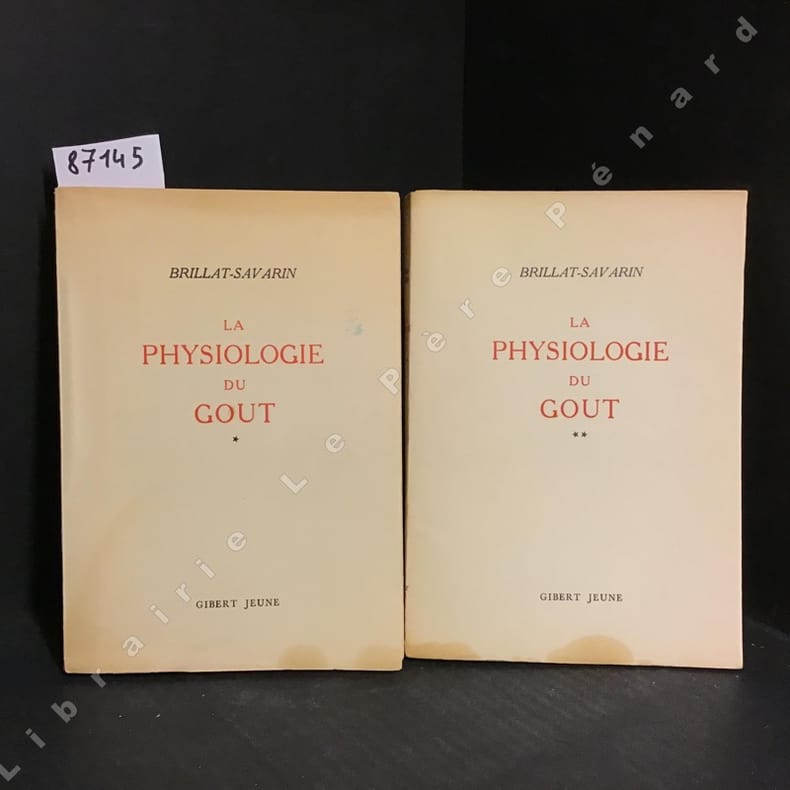 87145
BRILLAT-SAVARIN
LA
PHYSIOLOGIE
DU
GOUT
*
GIBERT JEUNE
BRILLAT-SAVARIN
LA
PHYSIOLOGIE
DU
GOUT
**
GIBERT JEUNE
Librairie Le Père Pénard